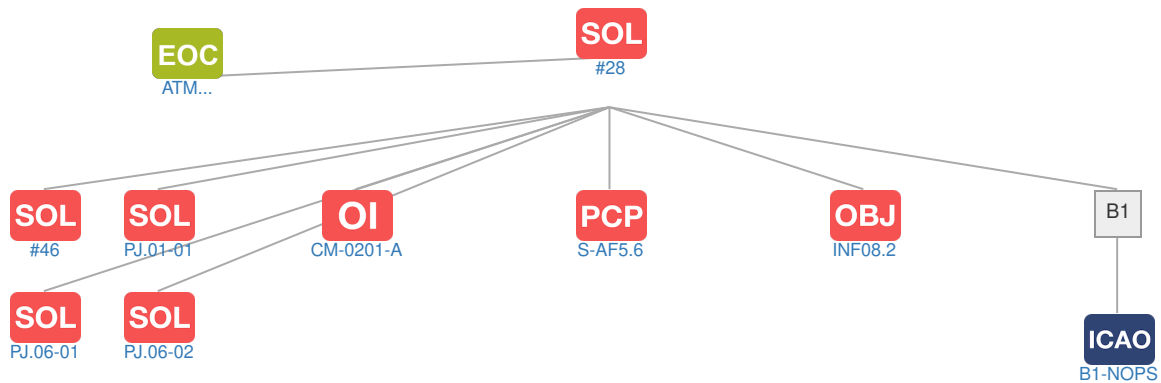 EOC
ATM...
SOL
#28
SOL
#46
SOL
PJ.01-01
OI
CM-0201-A
PCP
S-AF5.6
OBJ
INF08.2
B1
SOL
PJ.06-01
SOL
PJ.06-02
ICAO
B1-NOPS